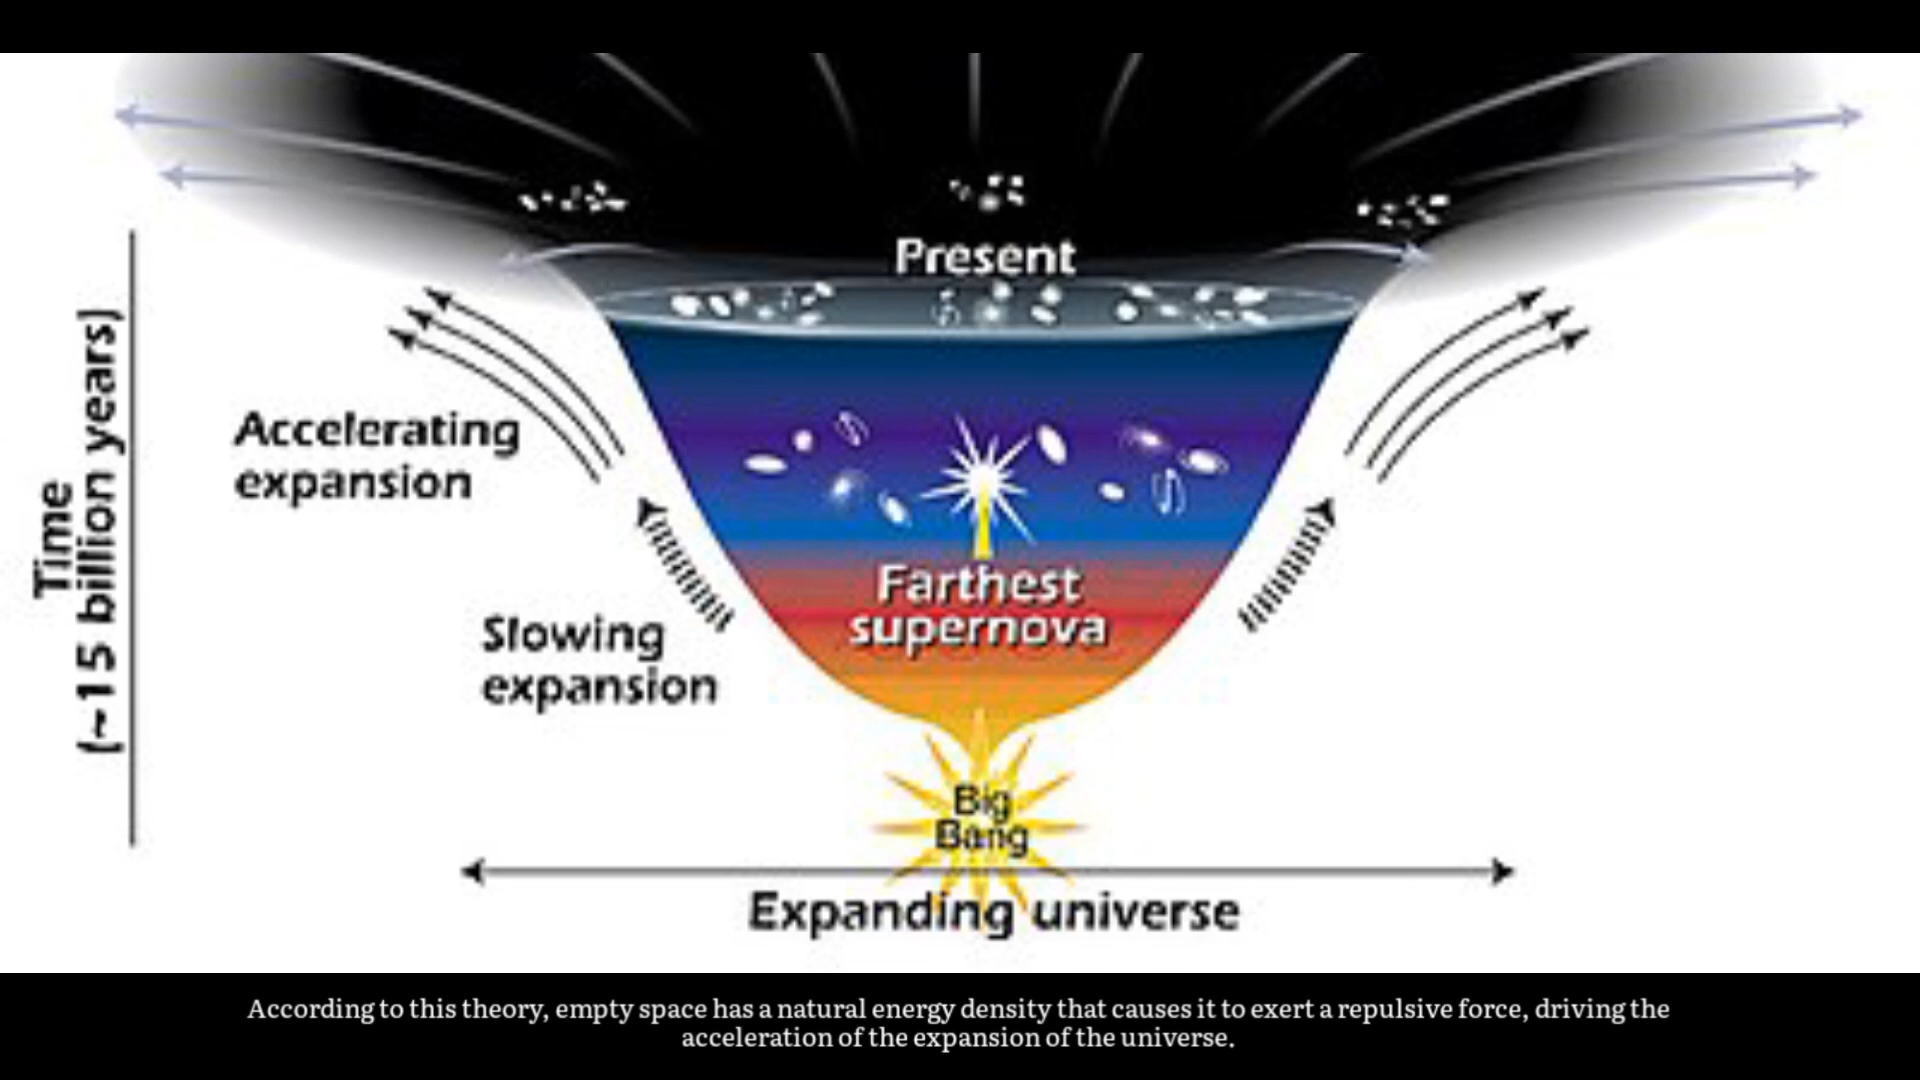 Present
Time
(~15 billion years)
Accelerating
expansion
Farthest
supernova
Slowing
expansion
Big
Bang
Expanding universe
According to this theory, empty space has a natural energy density that causes it to exert a repulsive force, driving the
acceleration of the expansion of the universe.